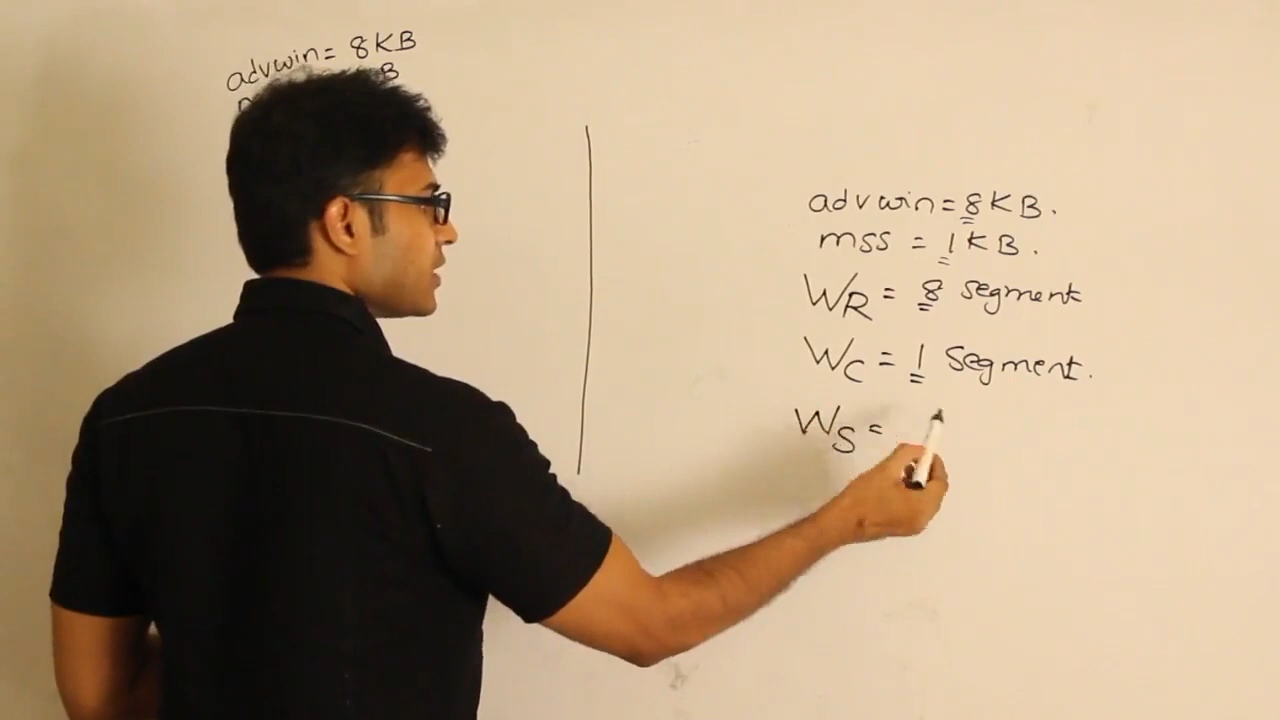 advwin = 8KB
advwin = 8KB.
mss = 1KB.
WR = 8 segment
WC = 1 Segment.
WS =